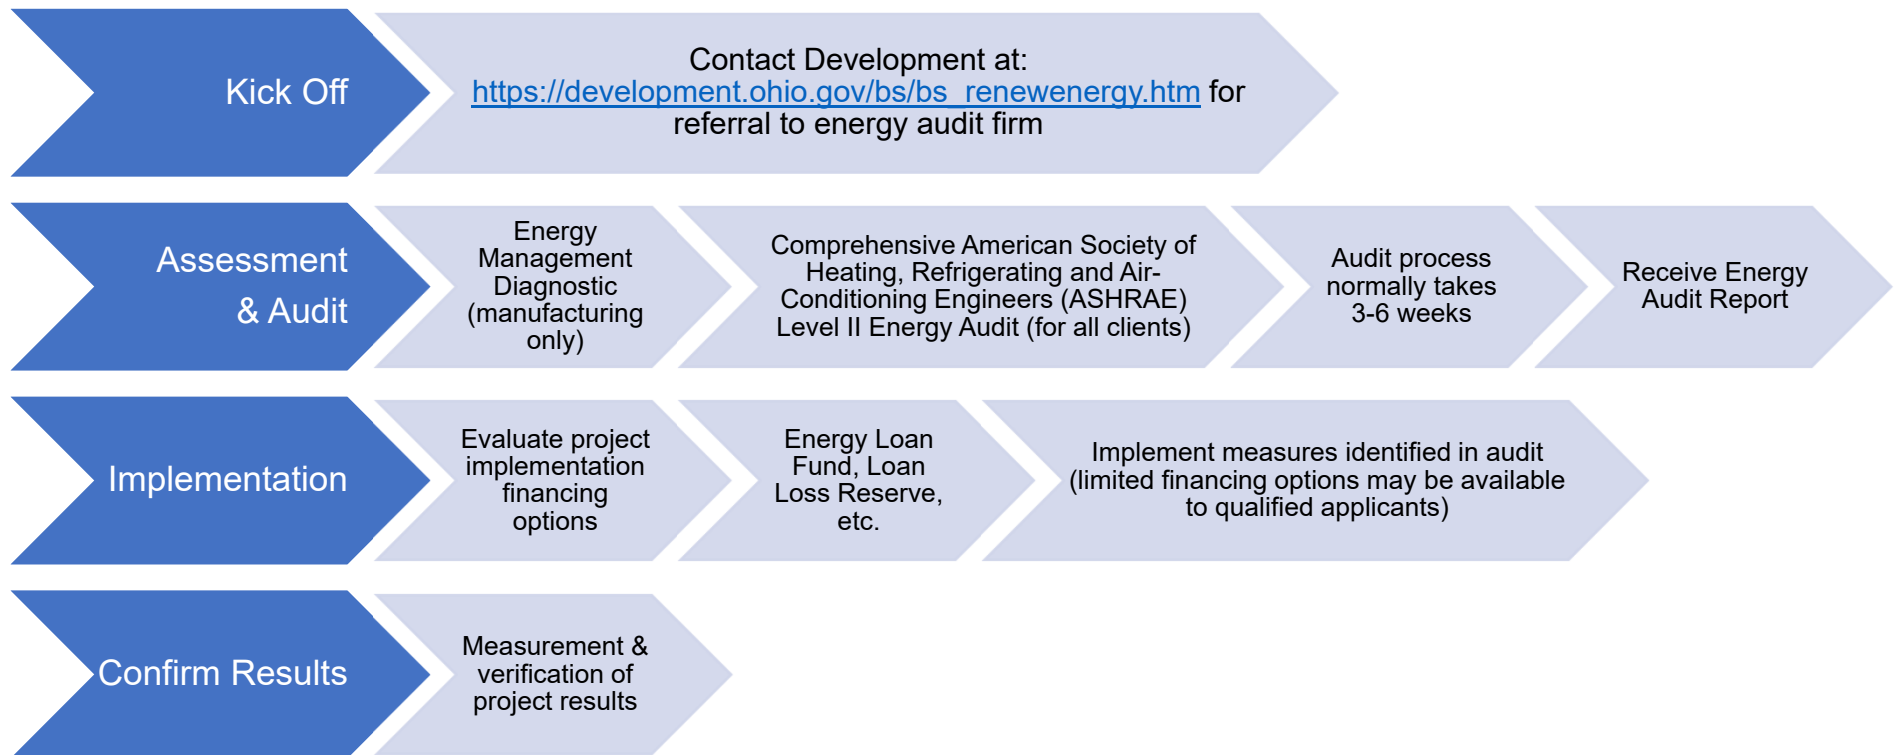 Kick Off
Contact Development at:
https://development.ohio.gov/bs/bs_renewenergy.htm for
referral to energy audit firm
Assessment
& Audit
Energy
Management
Diagnostic
(manufacturing
only)
Comprehensive American Society of
Heating, Refrigerating and Air-
Conditioning Engineers (ASHRAE)
Level II Energy Audit (for all clients)
Audit process
normally takes
3-6 weeks
Receive Energy
Audit Report
Implementation
Evaluate project
implementation
financing
options
Energy Loan
Fund, Loan
Loss Reserve,
etc.
Implement measures identified in audit
(limited financing options may be available
to qualified applicants)
Confirm Results
Measurement &
verification of
project results